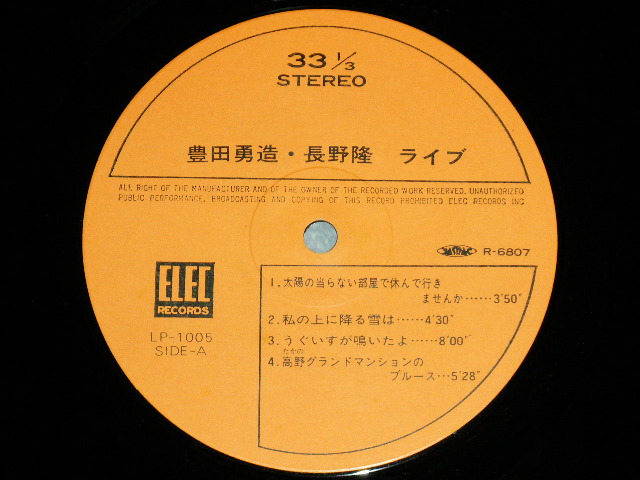 33 1/3
STEREO
豊田勇造・長野隆 ライブ
ALL RIGHT OF THE MANUFACTURER AND OF THE OWNER OF THE RECORDED WORK RESERVED. UNAUTHORIZED
PUBLIC PERFORMANCE. BROADCASTING AND COPYING OF THIS RECORD PROHIBITED ELEC RECORDS INC
R-6807
ELEC
RECORDS
LP-1005
SIDE-A
1.太陽の当らない部屋で休んで行き
ませんか……3'50"
2.私の上に降る雪は……4'30"
3.うぐいすが鳴いたよ……8'00"
たかの
4.高野グランドマンションの
ブルース…5'28"